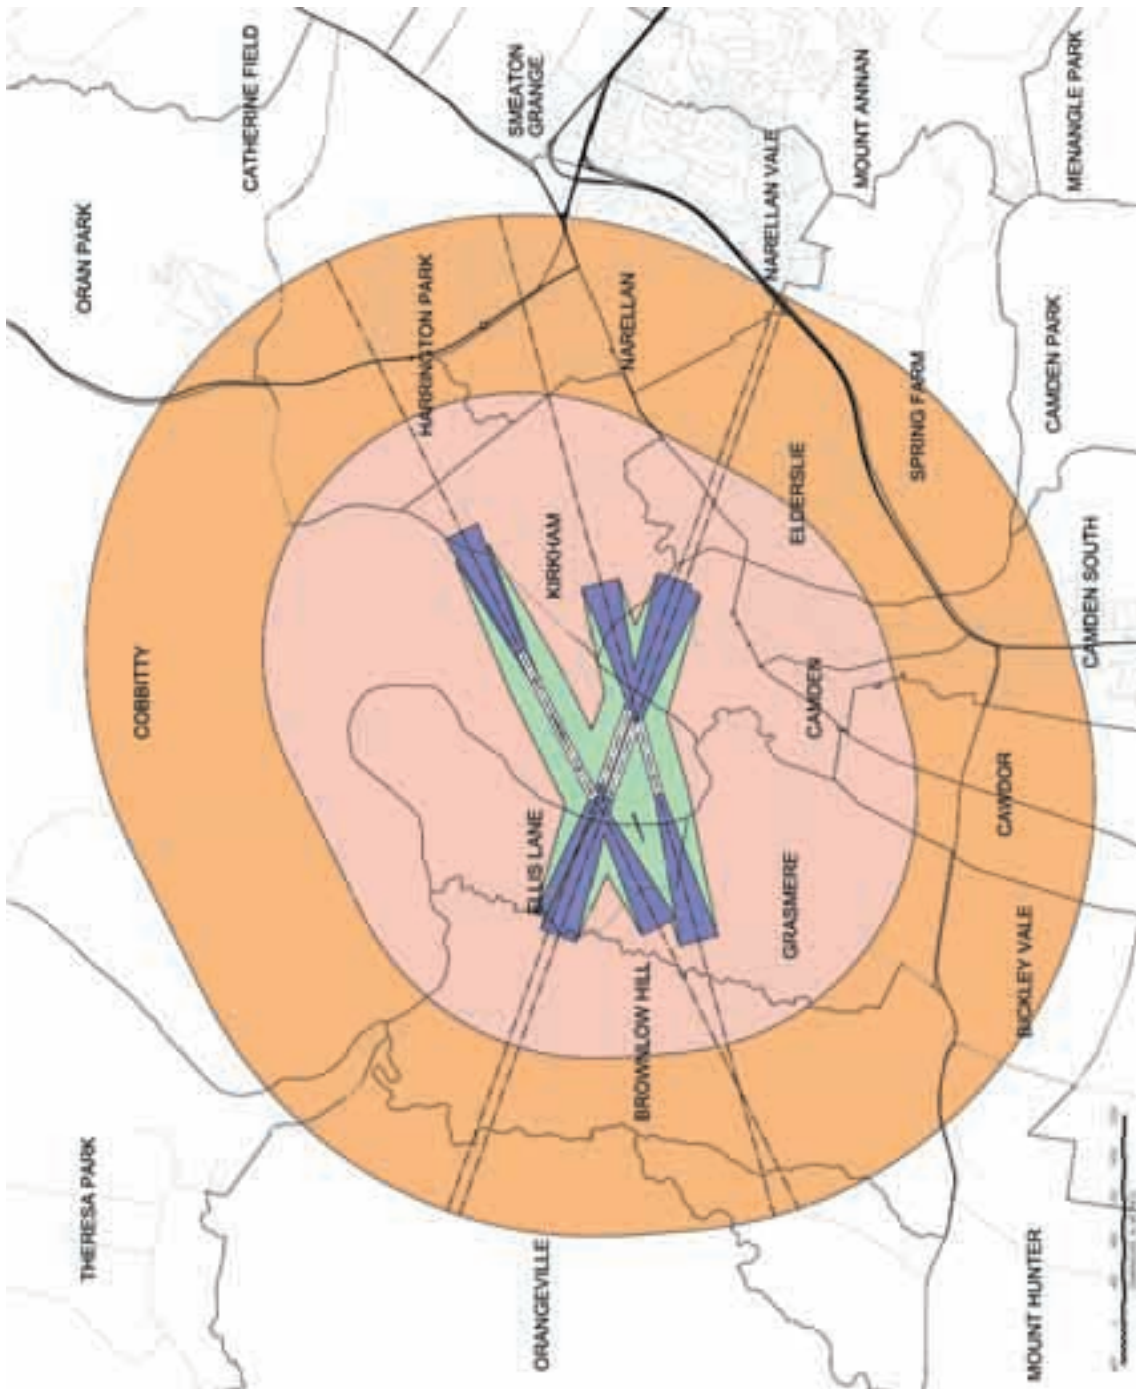 CATHERINE FIELD
SMEATON
GRANGE
MOUNT ANNAN
MENANGLE PARK
ORAN PARK
NARELLAN VALE
HARRINGTON PARK
NARELLAN
SPRING FARM
CAMDEN PARK
ELDERSLIE
KIRKHAM
CAMDEN SOUTH
COBBITTY
CAMDEN
CAWDOR
ELLIS LANE
GRASMERE
BICKLEY VALE
BROWNLOW HILL
THERESA PARK
ORANGEVILLE
MOUNT HUNTER